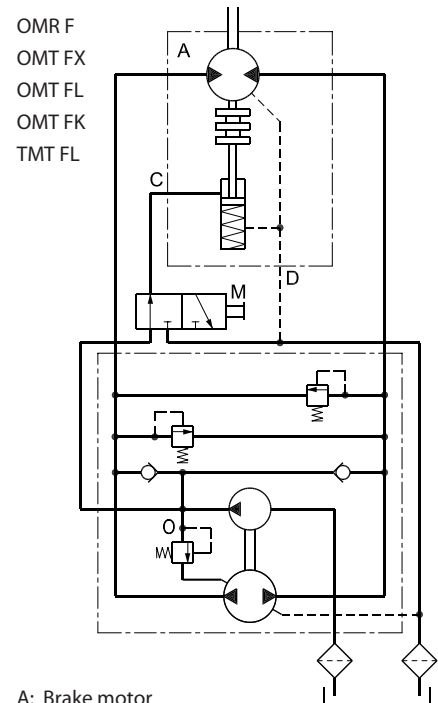 OMR F
OMT FX
OMT FL
OMT FK
TMT FL
A
C
D
M
O
A: Brake motor